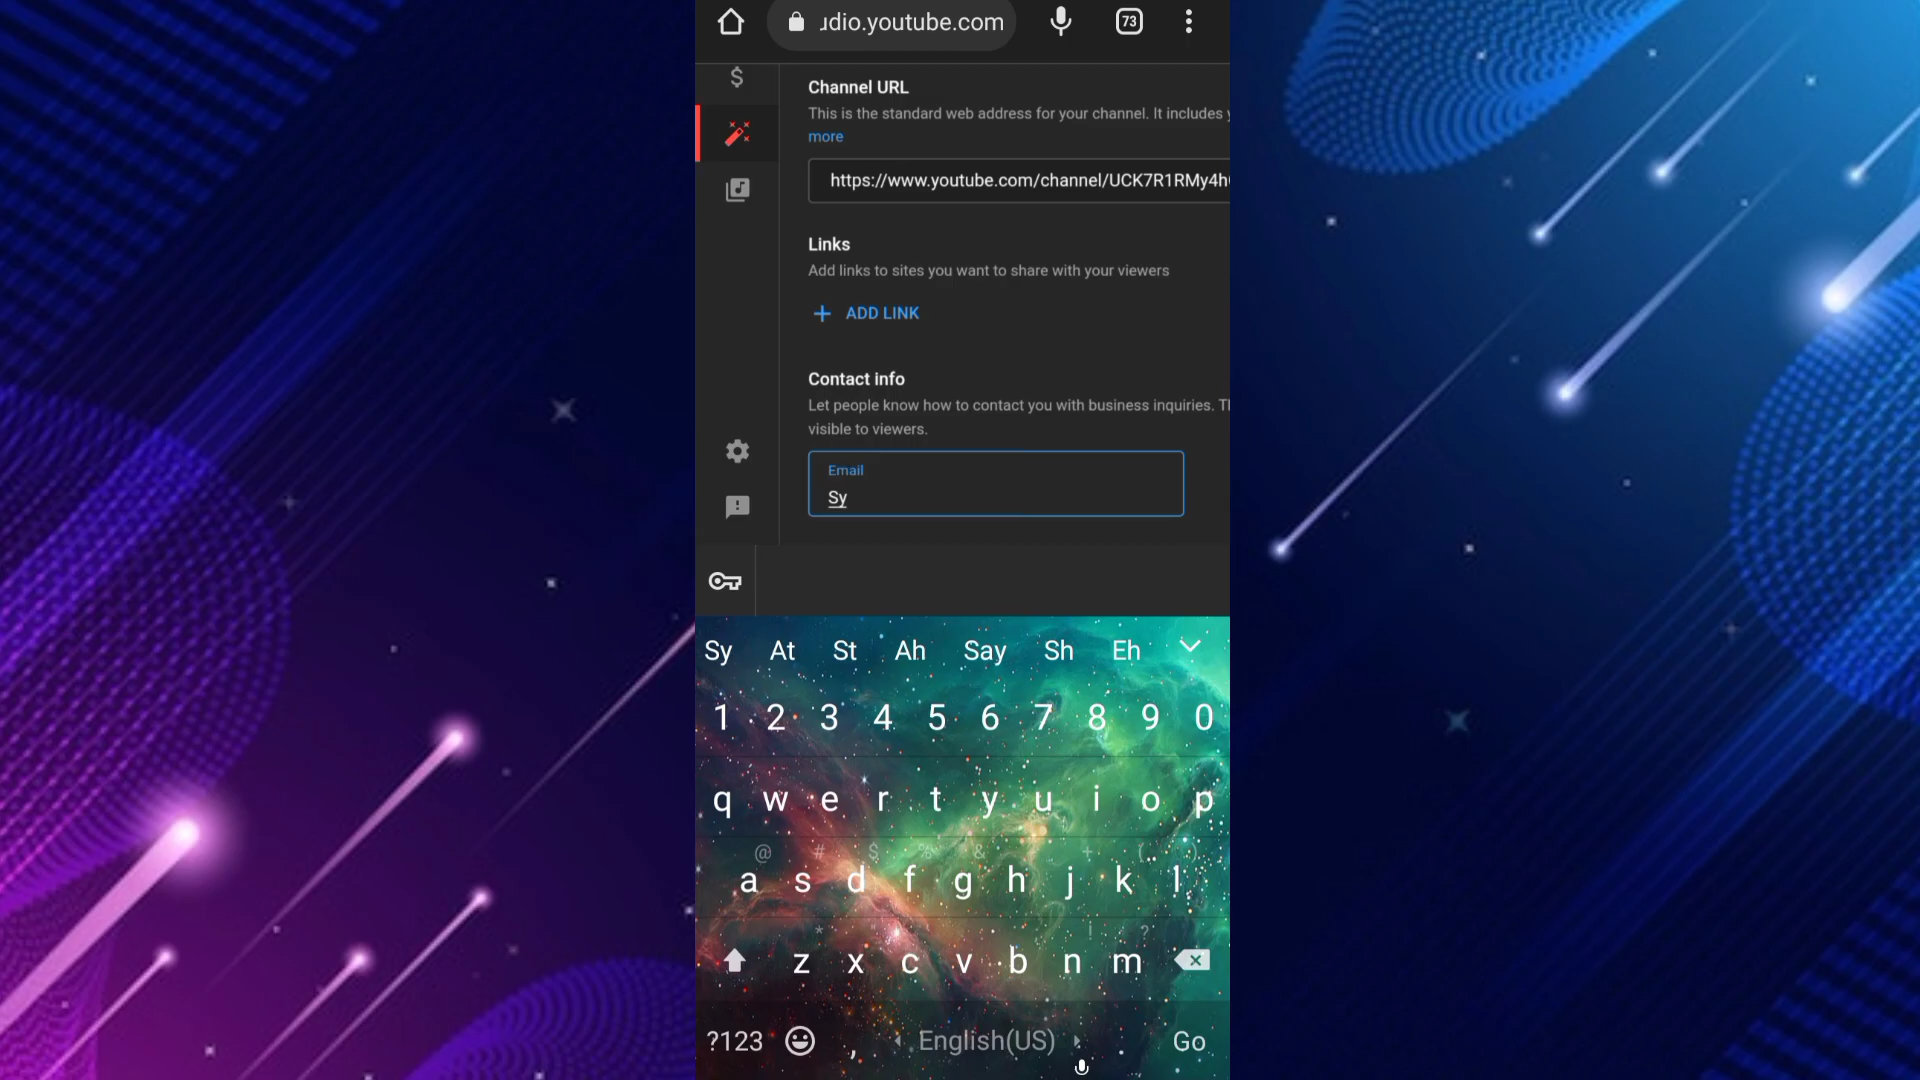 udio.youtube.com
73
$
Channel URL
This is the standard web address for your channel. It includes
more
https://www.youtube.com/channel/UCK7R1RMy4h
Links
Add links to sites you want to share with your viewers
+ ADD LINK
Contact info
Let people know how to contact you with business inquiries.
visible to viewers.
Email
Sy
Sy At St Ah Say Sh Eh
1 2 3 4 5 6 7 8 9 0
q w e r t y u i o p
@ # $ % & + ( )
a s d f g h j k l
* ! ?
z x c v b n m
?123 , English(US) . Go